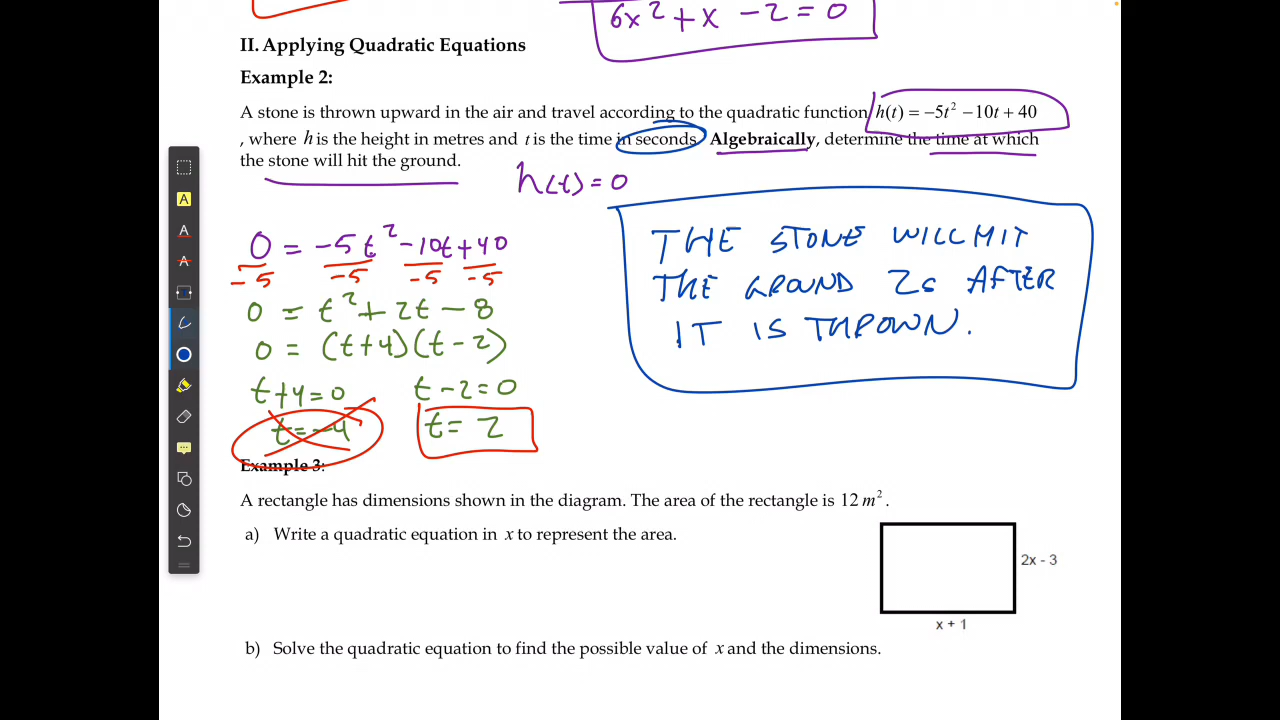 6x² + x − 2 = 0
II. Applying Quadratic Equations
Example 2:
A stone is thrown upward in the air and travel according to the quadratic function h(t) = −5t² − 10t + 40
, where h is the height in metres and t is the time in seconds. Algebraically, determine the time at which
the stone will hit the ground.
h(t) = 0
0 = −5t² − 10t + 40
−5 −5 −5 −5
0 = t² + 2t − 8
0 = (t+4)(t−2)
t+4=0 t−2=0
t=−4 t= 2
THE STONE WILL HIT
THE GROUND 2s AFTER
IT IS THROWN.
Example 3:
A rectangle has dimensions shown in the diagram. The area of the rectangle is 12 m².
a) Write a quadratic equation in x to represent the area.
2x - 3
x + 1
b) Solve the quadratic equation to find the possible value of x and the dimensions.
A
A
A